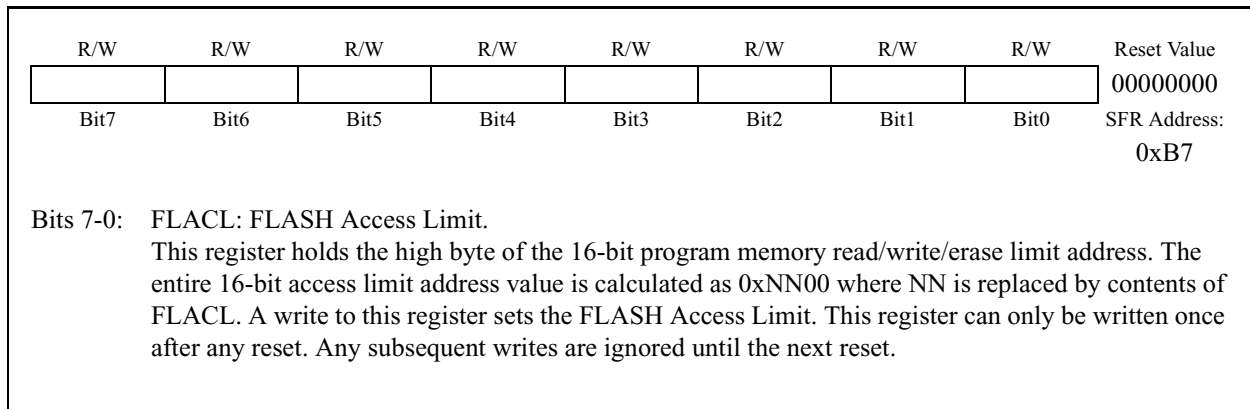 R/W R/W R/W R/W R/W R/W R/W R/W Reset Value
00000000
Bit7 Bit6 Bit5 Bit4 Bit3 Bit2 Bit1 Bit0 SFR Address:
0xB7
Bits 7-0: FLACL: FLASH Access Limit.
This register holds the high byte of the 16-bit program memory read/write/erase limit address. The
entire 16-bit access limit address value is calculated as 0xNN00 where NN is replaced by contents of
FLACL. A write to this register sets the FLASH Access Limit. This register can only be written once
after any reset. Any subsequent writes are ignored until the next reset.